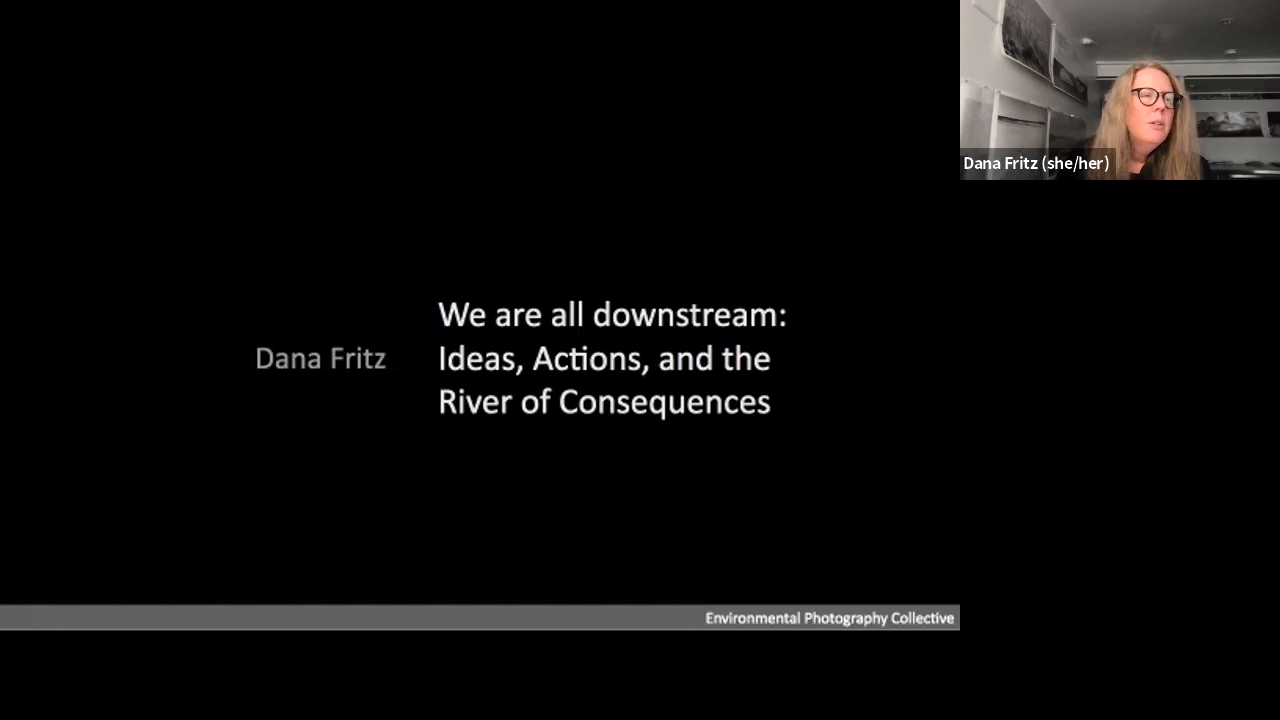 Dana Fritz (she/her)
We are all downstream:
Dana Fritz
Ideas, Actions, and the
River of Consequences
Environmental Photography Collective